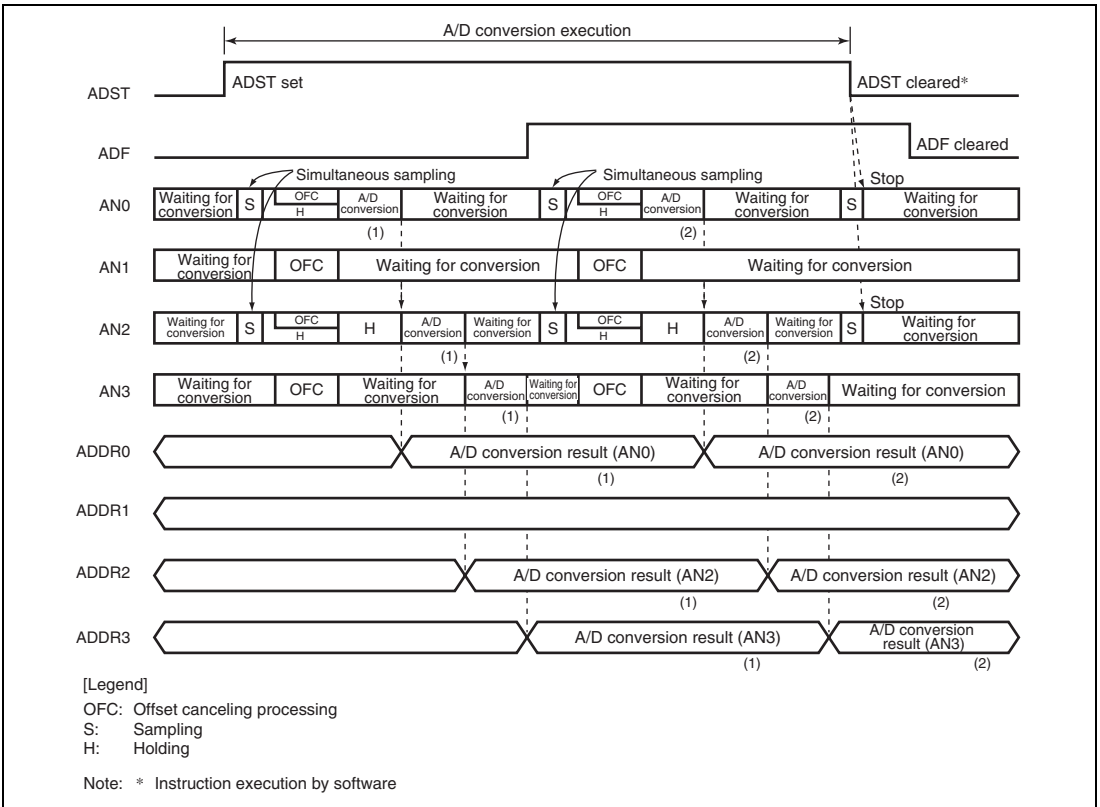 A/D conversion execution
ADST
ADST set
ADST cleared*
ADF
ADF cleared
Simultaneous sampling
Simultaneous sampling
Stop
AN0
Waiting for conversion
S
OFC
H
A/D conversion
Waiting for conversion
S
OFC
H
A/D conversion
Waiting for conversion
S
Waiting for conversion
(1)
(2)
AN1
Waiting for conversion
OFC
Waiting for conversion
OFC
Waiting for conversion
Stop
AN2
Waiting for conversion
S
OFC
H
H
A/D conversion
Waiting for conversion
S
OFC
H
H
A/D conversion
Waiting for conversion
S
Waiting for conversion
(1)
(2)
AN3
Waiting for conversion
OFC
Waiting for conversion
A/D conversion
Waiting for conversion
OFC
Waiting for conversion
A/D conversion
Waiting for conversion
(1)
(2)
ADDR0
A/D conversion result (AN0)
A/D conversion result (AN0)
(1)
(2)
ADDR1
ADDR2
A/D conversion result (AN2)
A/D conversion result (AN2)
(1)
(2)
ADDR3
A/D conversion result (AN3)
A/D conversion result (AN3)
(1)
(2)
[Legend]
OFC: Offset canceling processing
S: Sampling
H: Holding
Note: * Instruction execution by software